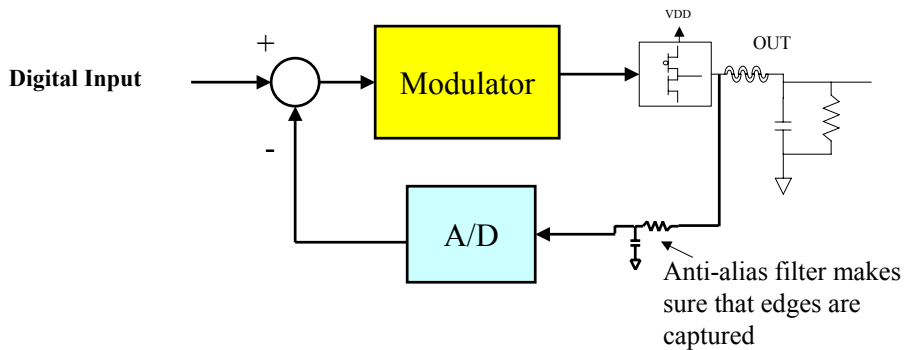 VDD
OUT
+
Digital Input
Modulator
-
A/D
Anti-alias filter makes
sure that edges are
captured